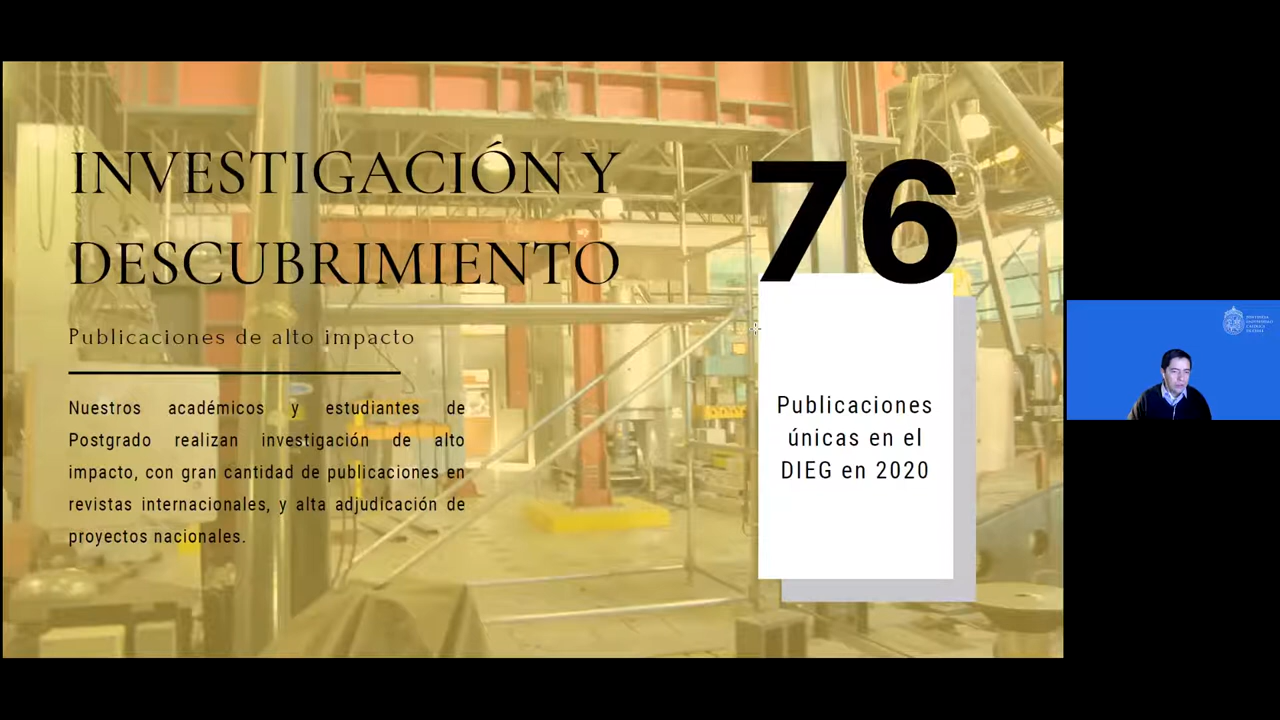 INVESTIGACIÓN Y
DESCUBRIMIENTO
Publicaciones de alto impacto
Nuestros académicos y estudiantes de
Postgrado realizan investigación de alto
impacto, con gran cantidad de publicaciones en
revistas internacionales, y alta adjudicación de
proyectos nacionales.
76
Publicaciones
únicas en el
DIEG en 2020